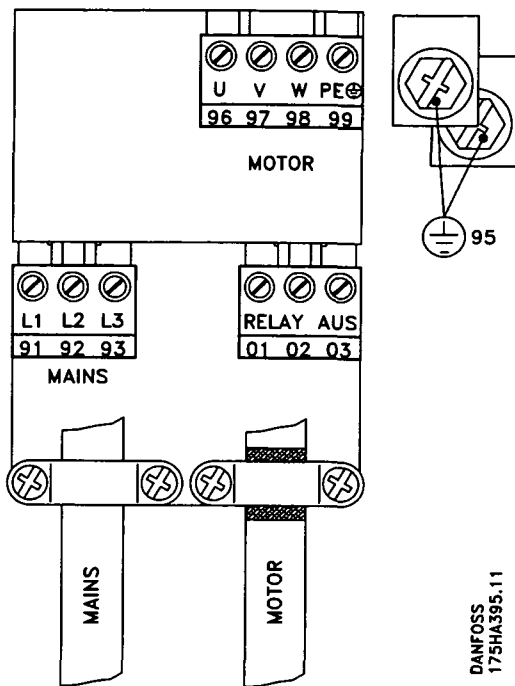 U V W PE
96 97 98 99
MOTOR
95
L1 L2 L3
91 92 93
MAINS
RELAY AUS
01 02 03
MAINS
MOTOR
DANFOSS
175HA395.11